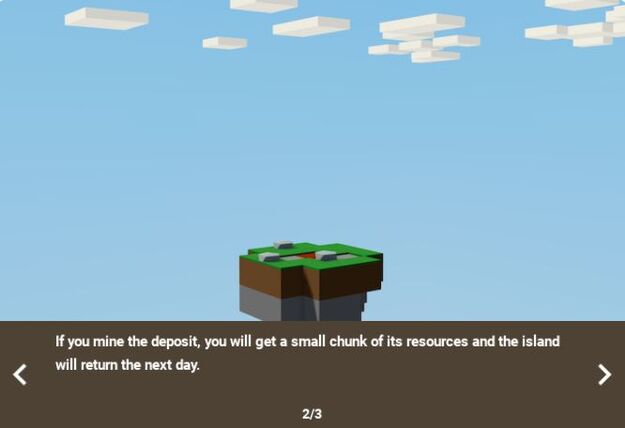 If you mine the deposit, you will get a small chunk of its resources and the island
will return the next day.
2/3